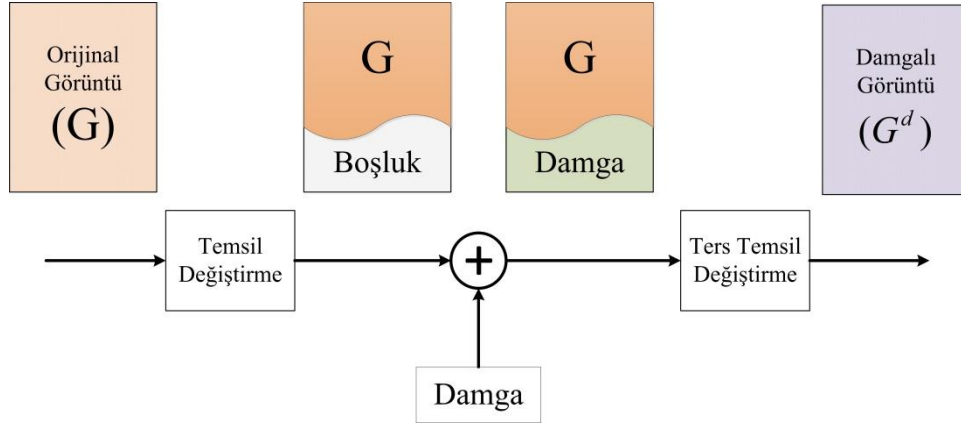 Orijinal
Görüntü
(G)
G
Boşluk
G
Damga
Damgalı
Görüntü
(G^d)
Temsil
Değiştirme
+
Ters Temsil
Değiştirme
Damga